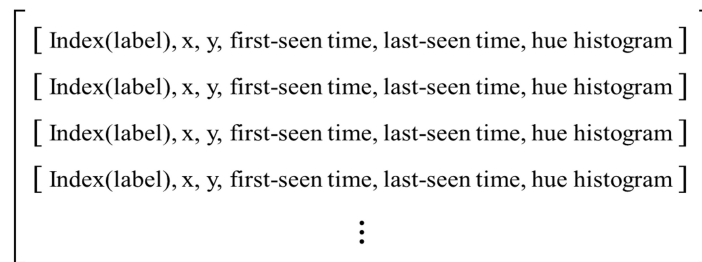 [ Index(label), x, y, first-seen time, last-seen time, hue histogram ]
[ Index(label), x, y, first-seen time, last-seen time, hue histogram ]
[ Index(label), x, y, first-seen time, last-seen time, hue histogram ]
[ Index(label), x, y, first-seen time, last-seen time, hue histogram ]
⋮